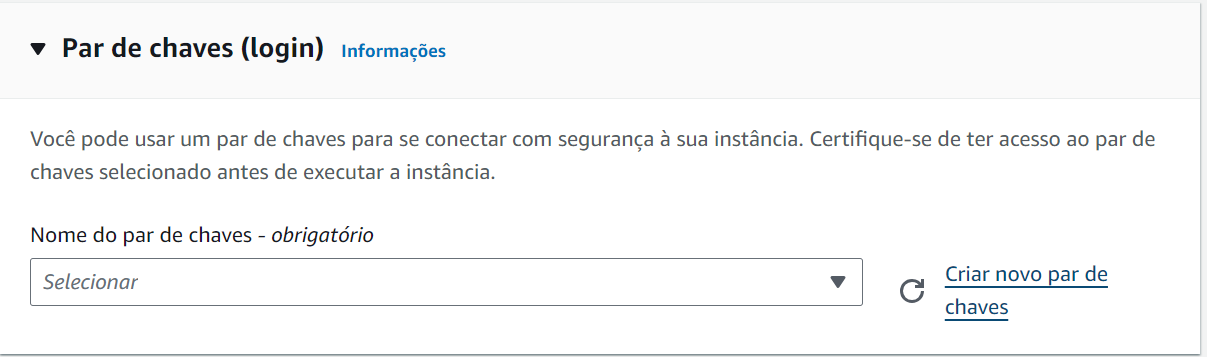 Par de chaves (login) Informações
Você pode usar um par de chaves para se conectar com segurança à sua instância. Certifique-se de ter acesso ao par de
chaves selecionado antes de executar a instância.
Nome do par de chaves - obrigatório
Selecionar
Criar novo par de
chaves